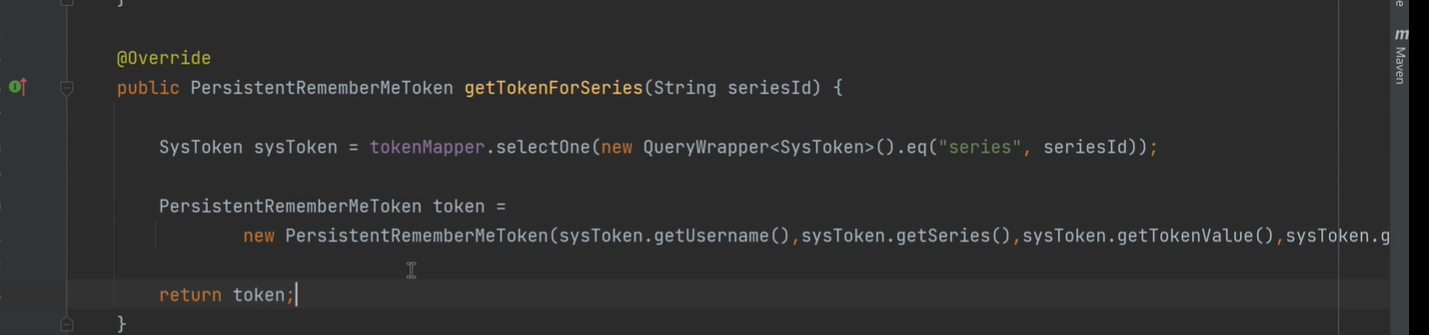 }
@Override
public PersistentRememberMeToken getTokenForSeries(String seriesId) {
SysToken sysToken = tokenMapper.selectOne(new QueryWrapper<SysToken>().eq("series", seriesId));
PersistentRememberMeToken token =
new PersistentRememberMeToken(sysToken.getUsername(),sysToken.getSeries(),sysToken.getTokenValue(),sysToken.g
return token;
}
m
Maven